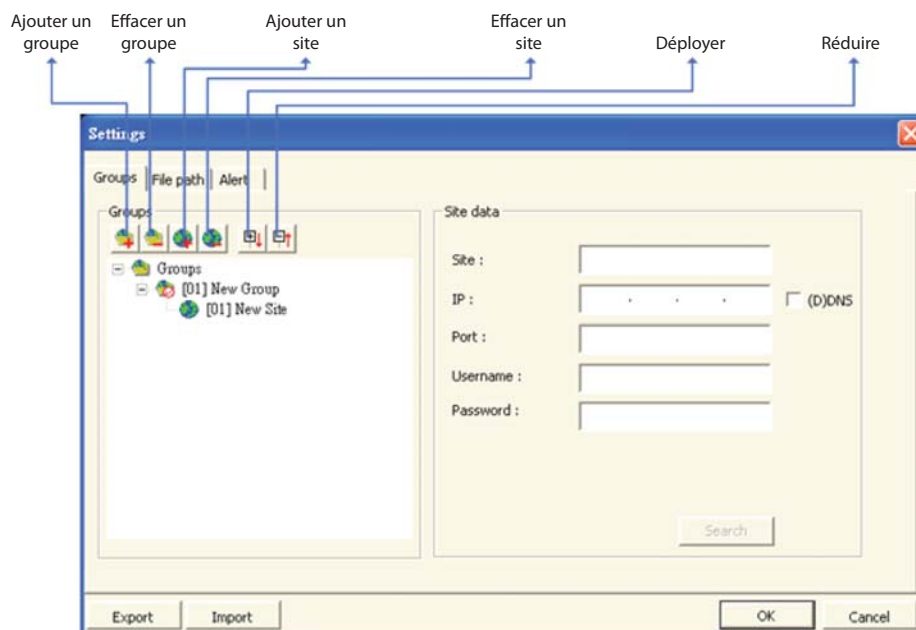 Ajouter un
groupe
Effacer un
groupe
Ajouter un
site
Effacer un
site
Déployer
Réduire
Settings
Groups
File path
Alert
Groups
Groups
[01] New Group
[01] New Site
Site data
Site :
IP :
(D)DNS
Port :
Username :
Password :
Search
Export
Import
OK
Cancel